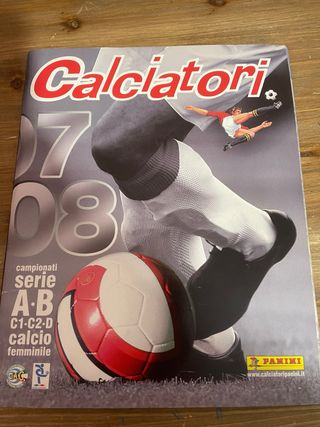 Calciatori
07
08
campionati
serie
A·B
C1-C2-D
calcio
femminile
PANINI
www.calciatoripanini.it